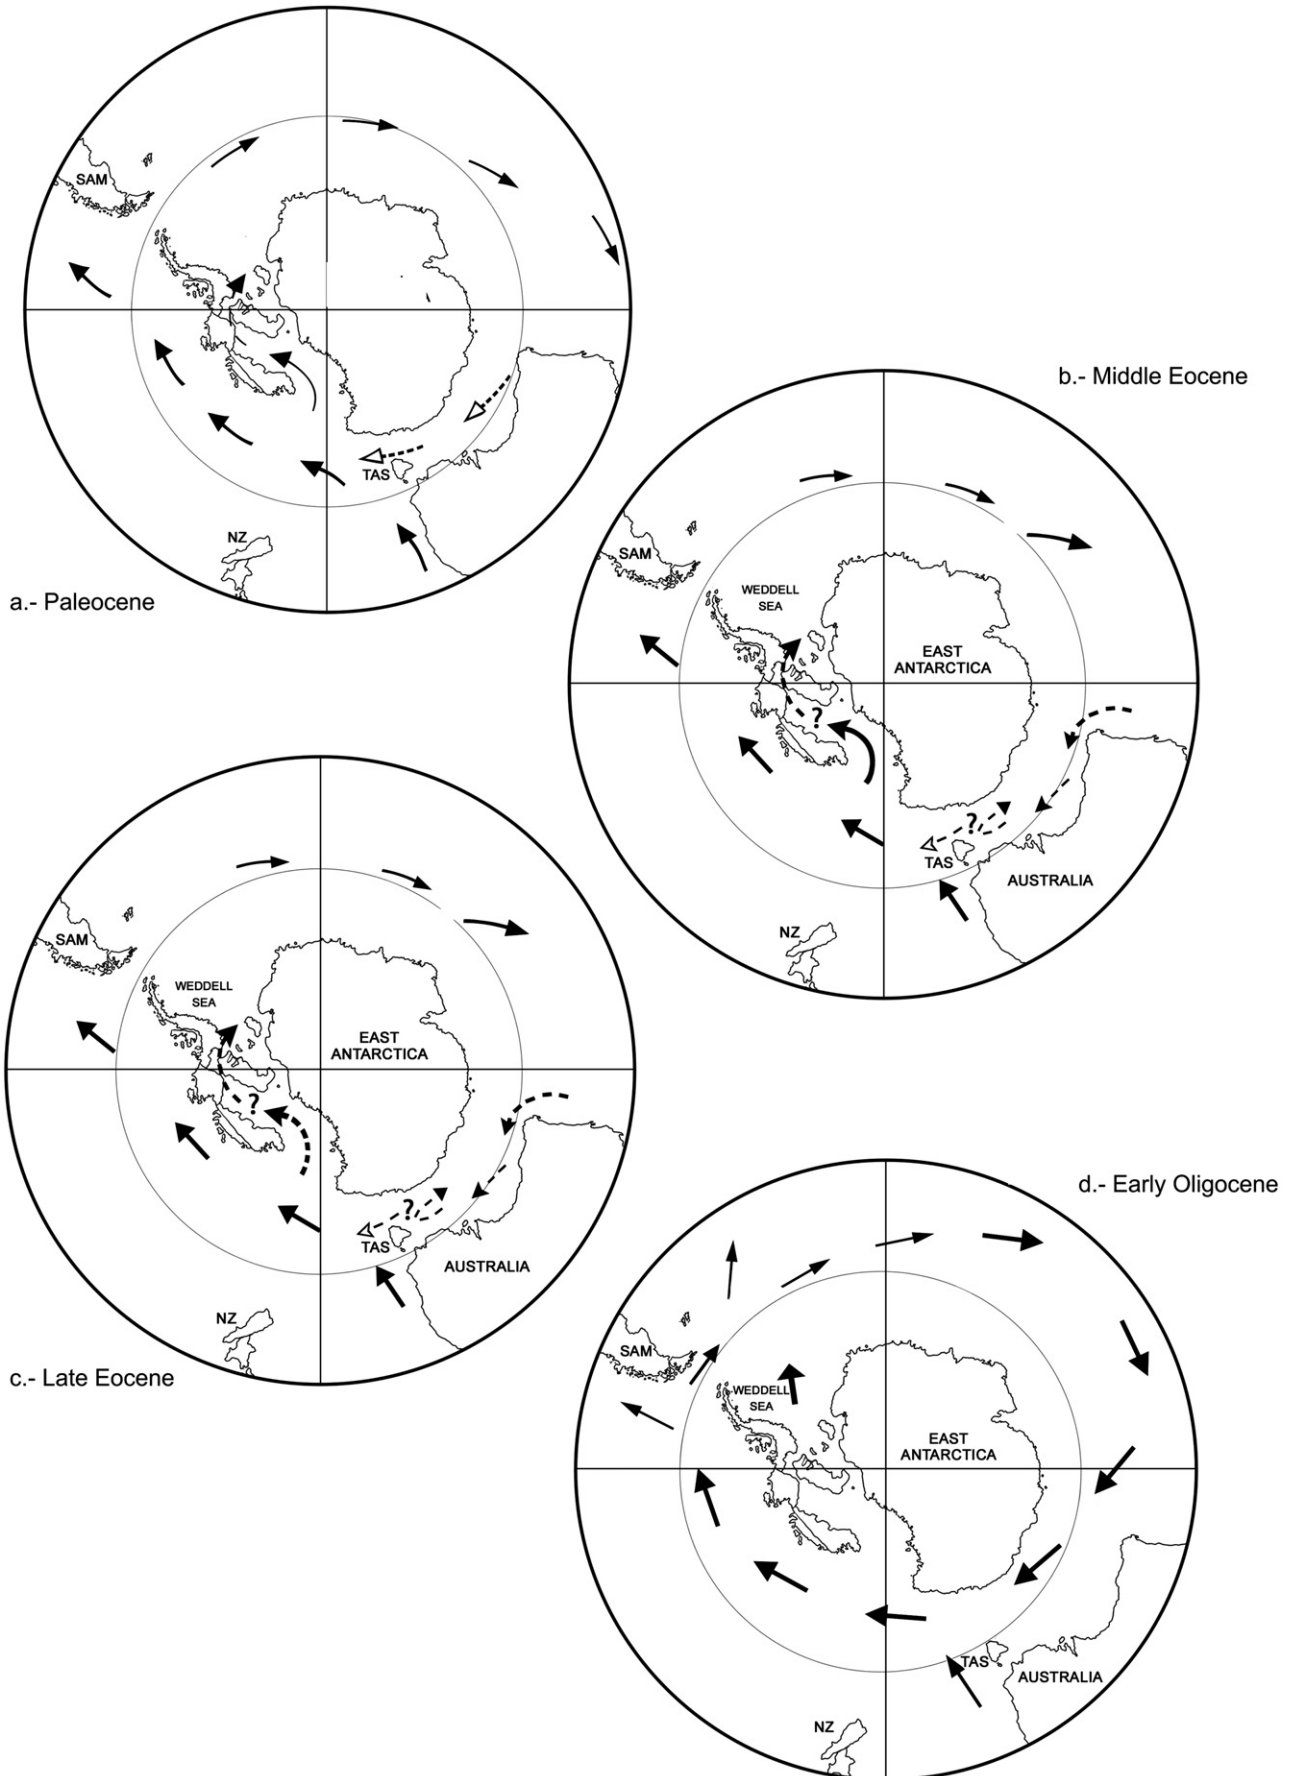 SAM
TAS
NZ
a.- Paleocene
b.- Middle Eocene
SAM
WEDDELL
SEA
EAST
ANTARCTICA
?
?
TAS
AUSTRALIA
NZ
SAM
WEDDELL
SEA
EAST
ANTARCTICA
?
?
TAS
AUSTRALIA
NZ
c.- Late Eocene
d.- Early Oligocene
SAM
WEDDELL
SEA
EAST
ANTARCTICA
TAS
AUSTRALIA
NZ